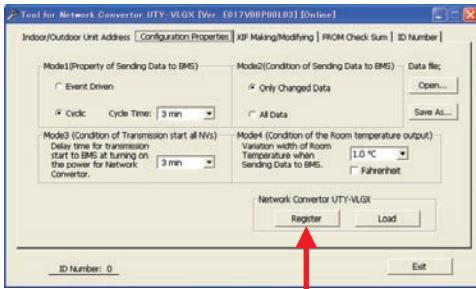 Tool for Network Convertor UTY-VLGX [Ver. E017V00P00L03] [Online]
Indoor/Outdoor Unit Address
Configuration Properties
XIF Making/Modifying
FROM Check Sum
ID Number
Mode1(Property of Sending Data to BMS)
Event Driven
Cyclic
Cycle Time:
3 min
Mode2(Condition of Sending Data to BMS)
Only Changed Data
All Data
Data file;
Open...
Save As...
Mode3 (Condition of Transmission start all NVs)
Delay time for transmission
start to BMS at turning on
the power for Network
Convertor.
3 min
Mode4 (Condition of the Room temperature output)
Variation width of Room
Temperature when
Sending Data to BMS.
1.0 °C
Fahrenheit
Network Convertor UTY-VLGX
Register
Load
ID Number: 0
Exit